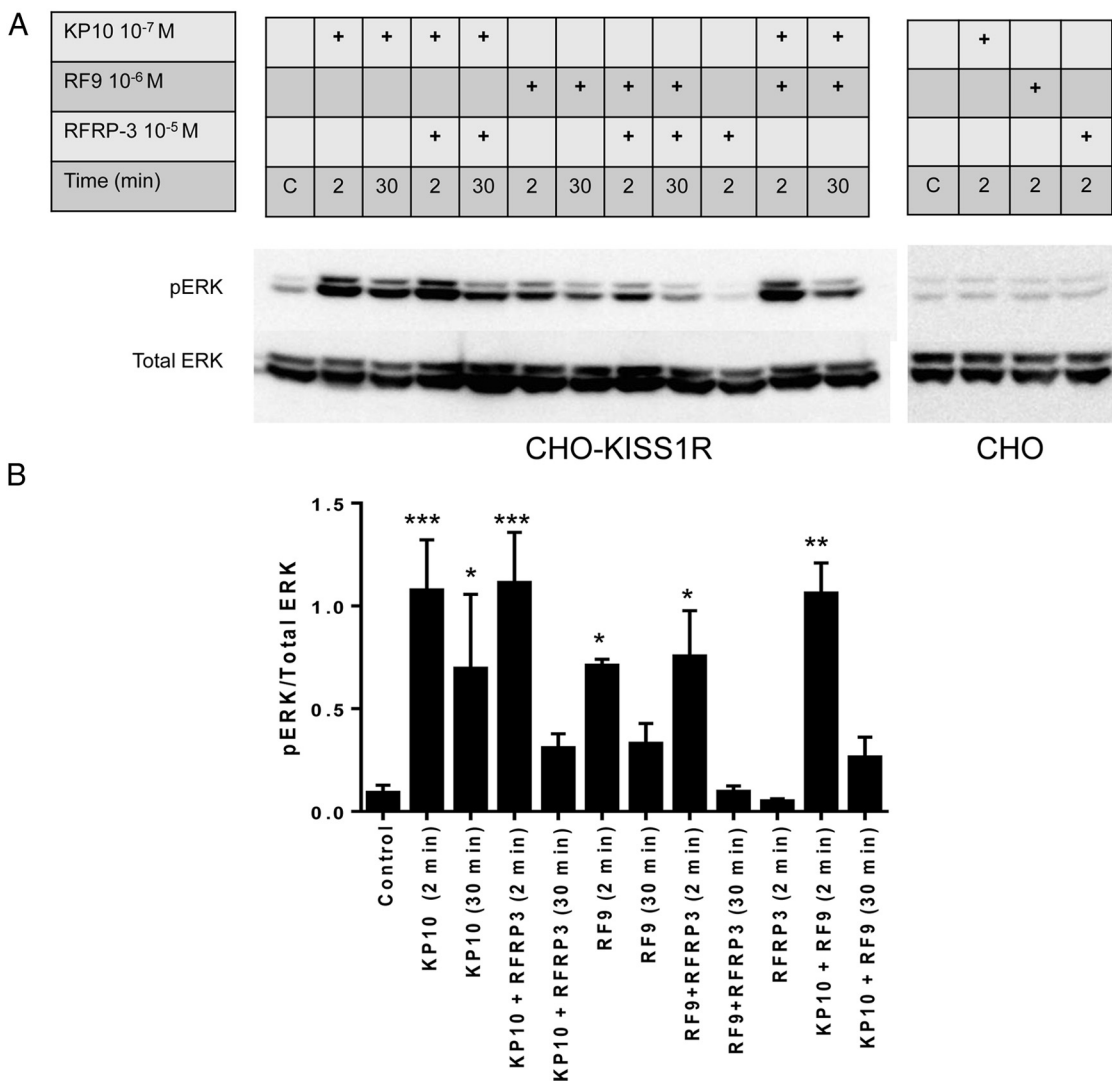 A
KP10 10-7 M + + + + + + +
RF9 10-6 M + + + + + + +
RFRP-3 10-5 M + + + + + +
Time (min) C 2 30 2 30 2 30 2 30 2 2 30 C 2 2 2
pERK
Total ERK
CHO-KISS1R CHO
B
pERK/Total ERK
1.5
1.0
0.5
0.0
*** * *** * * **
Control
KP10 (2 min)
KP10 (30 min)
KP10 + RFRP3 (2 min)
KP10 + RFRP3 (30 min)
RF9 (2 min)
RF9 (30 min)
RF9+RFRP3 (2 min)
RF9+RFRP3 (30 min)
RFRP3 (2 min)
KP10 + RF9 (2 min)
KP10 + RF9 (30 min)